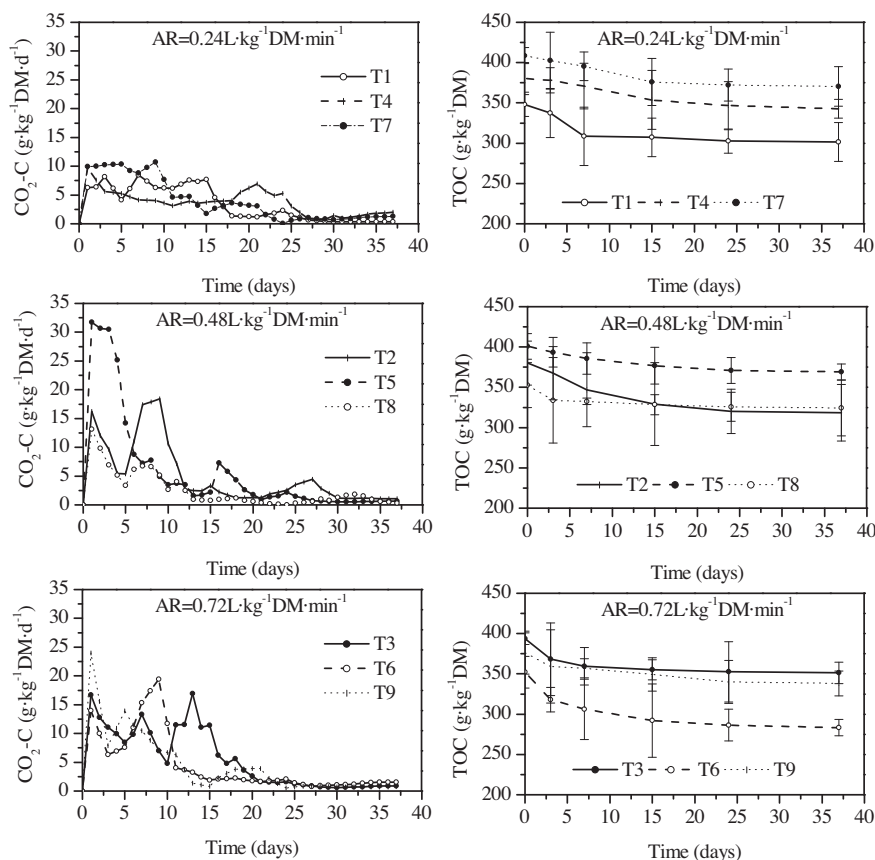 AR=0.24L·kg⁻¹DM·min⁻¹
T1
T4
T7
CO₂-C (g·kg⁻¹DM·d⁻¹)
35
30
25
20
15
10
5
0
0 5 10 15 20 25 30 35 40
Time (days)
AR=0.24L·kg⁻¹DM·min⁻¹
TOC (g·kg⁻¹DM)
450
400
350
300
250
200
T1 T4 T7
0 5 10 15 20 25 30 35 40
Time (days)
AR=0.48L·kg⁻¹DM·min⁻¹
T2
T5
T8
CO₂-C (g·kg⁻¹DM·d⁻¹)
35
30
25
20
15
10
5
0
0 5 10 15 20 25 30 35 40
Time (days)
AR=0.48L·kg⁻¹DM·min⁻¹
TOC (g·kg⁻¹DM)
450
400
350
300
250
200
T2 T5 T8
0 5 10 15 20 25 30 35 40
Time (days)
AR=0.72L·kg⁻¹DM·min⁻¹
T3
T6
T9
CO₂-C (g·kg⁻¹DM·d⁻¹)
35
30
25
20
15
10
5
0
0 5 10 15 20 25 30 35 40
Time (days)
AR=0.72L·kg⁻¹DM·min⁻¹
TOC (g·kg⁻¹DM)
450
400
350
300
250
200
T3 T6 T9
0 5 10 15 20 25 30 35 40
Time (days)